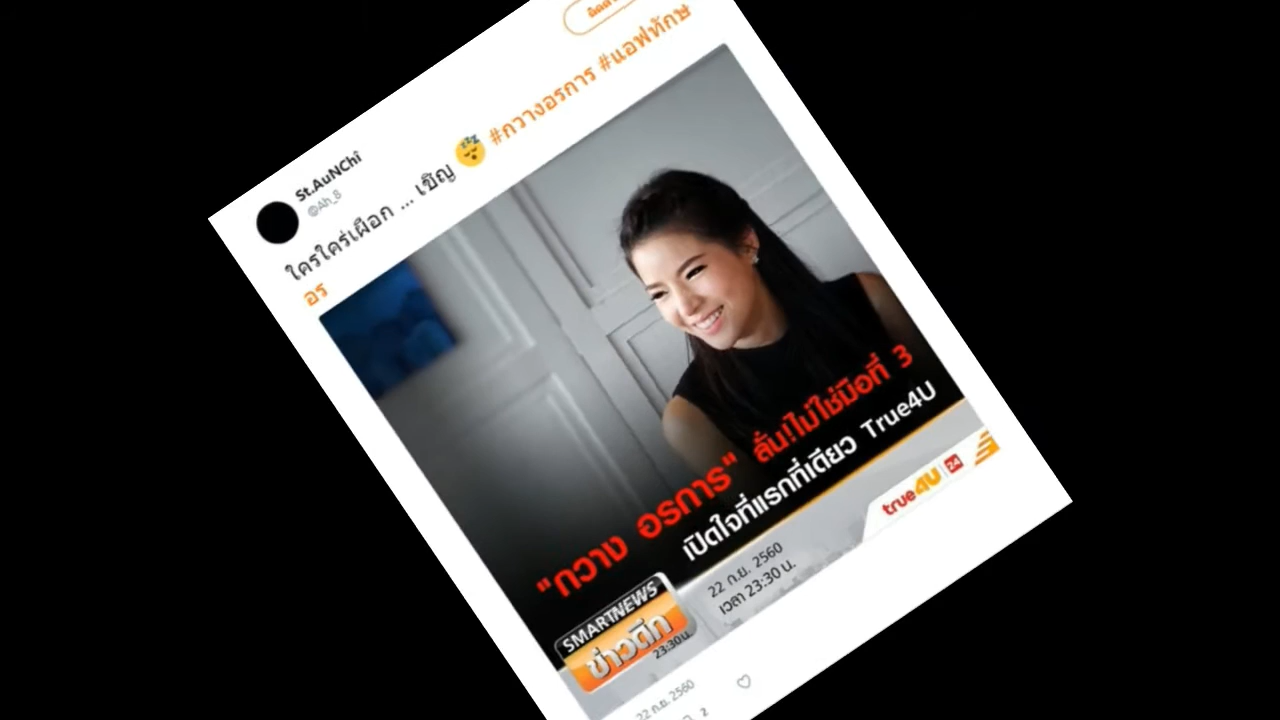 St.AuNChî
@Ah_8
ใครใคร่เผือก ... เชิญ #กวางอรการ #แอฟทักษ
อร
"กวาง อรการ" ลั่น!ไม่ใช่มือที่ 3
เปิดใจที่แรกที่เดียว True4U
true4U 24
22 ก.ย. 2560
เวลา 23:30 น.
SMARTNEWS
ข่าวดึก
23:30น.
22 ก.ย. 2560
2